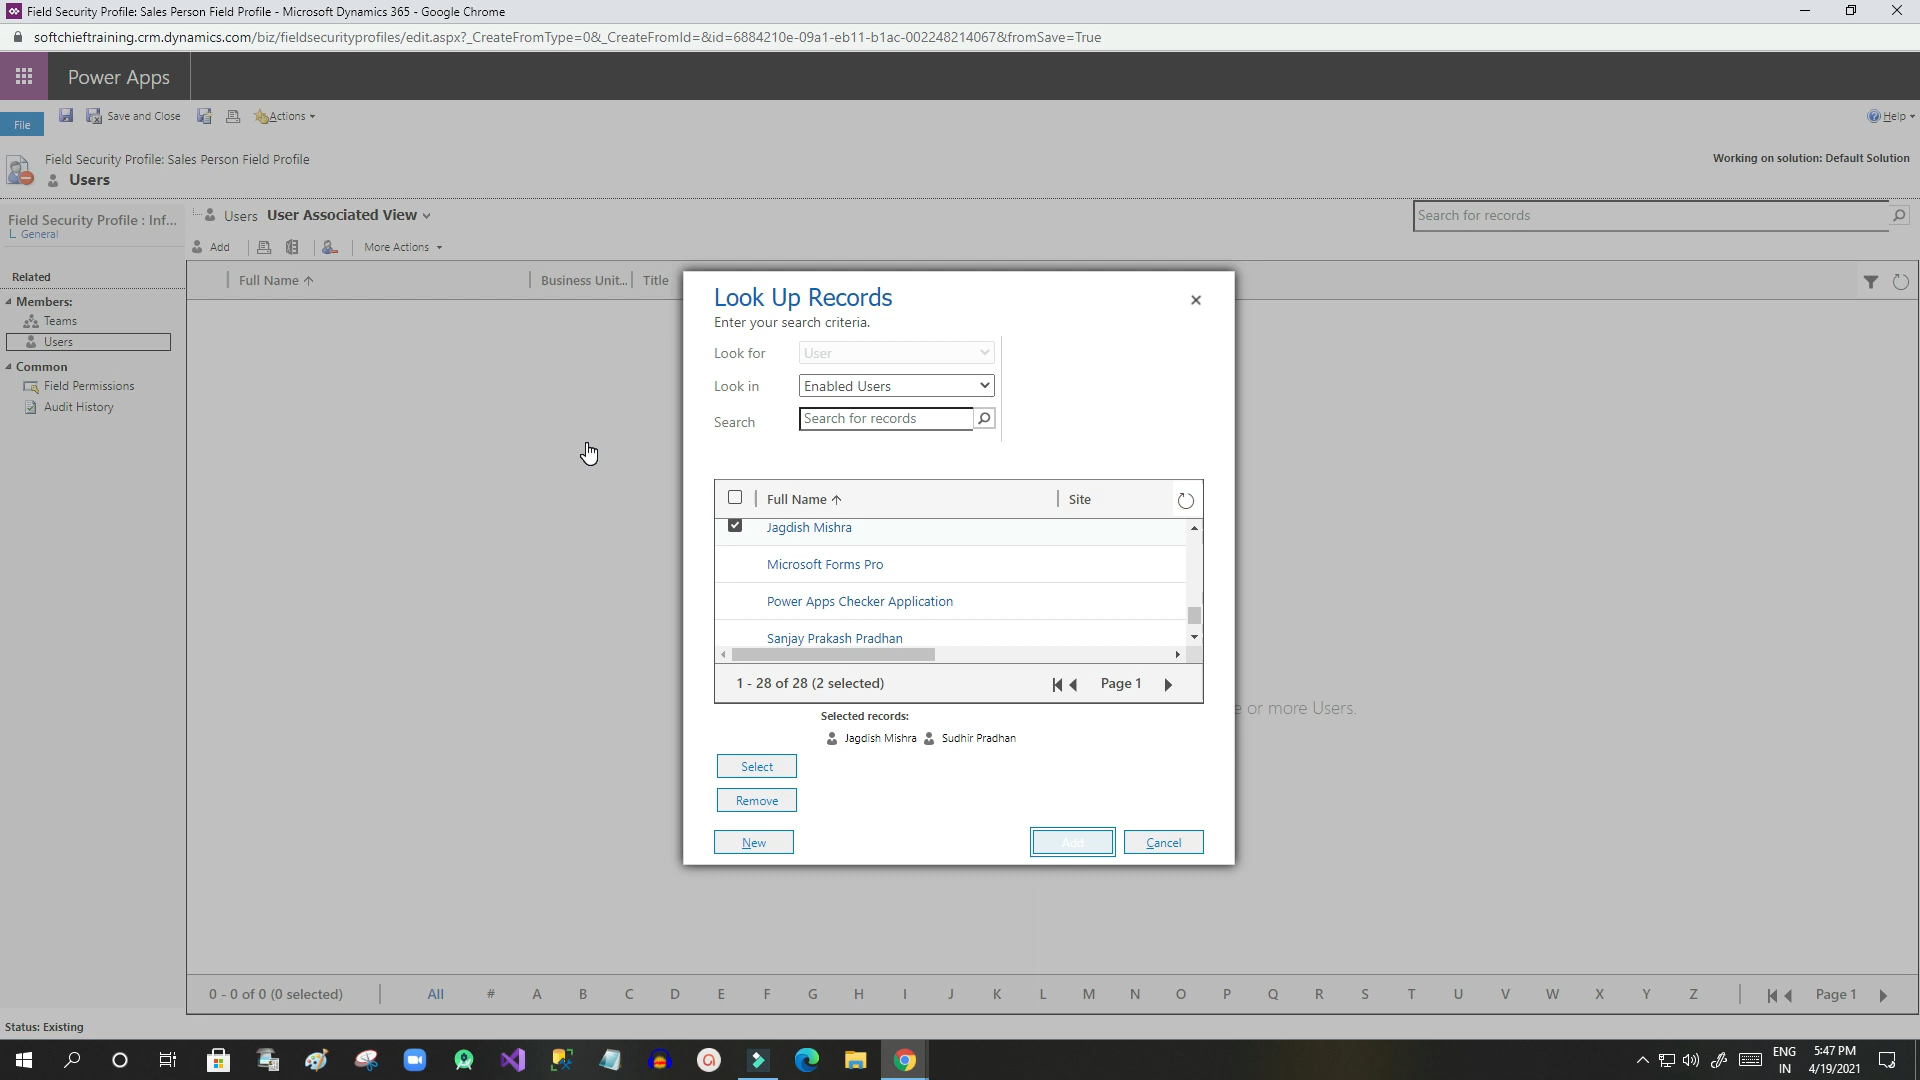 Field Security Profile: Sales Person Field Profile - Microsoft Dynamics 365 - Google Chrome
softchieftraining.crm.dynamics.com/biz/fieldsecurityprofiles/edit.aspx?_CreateFromType=0&_CreateFromId=&id=6884210e-09a1-eb11-b1ac-002248214067&fromSave=True
Power Apps
File
Save and Close
Actions
Help
Field Security Profile: Sales Person Field Profile
Users
Working on solution: Default Solution
Field Security Profile : Inf...
General
Users User Associated View
Search for records
Add
More Actions
Related
Full Name
Business Unit...
Title
Members:
Teams
Users
Common
Field Permissions
Audit History
Look Up Records
Enter your search criteria.
Look for
User
Look in
Enabled Users
Search
Search for records
Full Name
Site
Jagdish Mishra
Microsoft Forms Pro
Power Apps Checker Application
Sanjay Prakash Pradhan
1 - 28 of 28 (2 selected)
Page 1
Selected records:
Jagdish Mishra Sudhir Pradhan
Select
Remove
New
Add
Cancel
e or more Users.
0 - 0 of 0 (0 selected)
All # A B C D E F G H I J K L M N O P Q R S T U V W X Y Z
Page 1
Status: Existing
ENG
IN
5:47 PM
4/19/2021